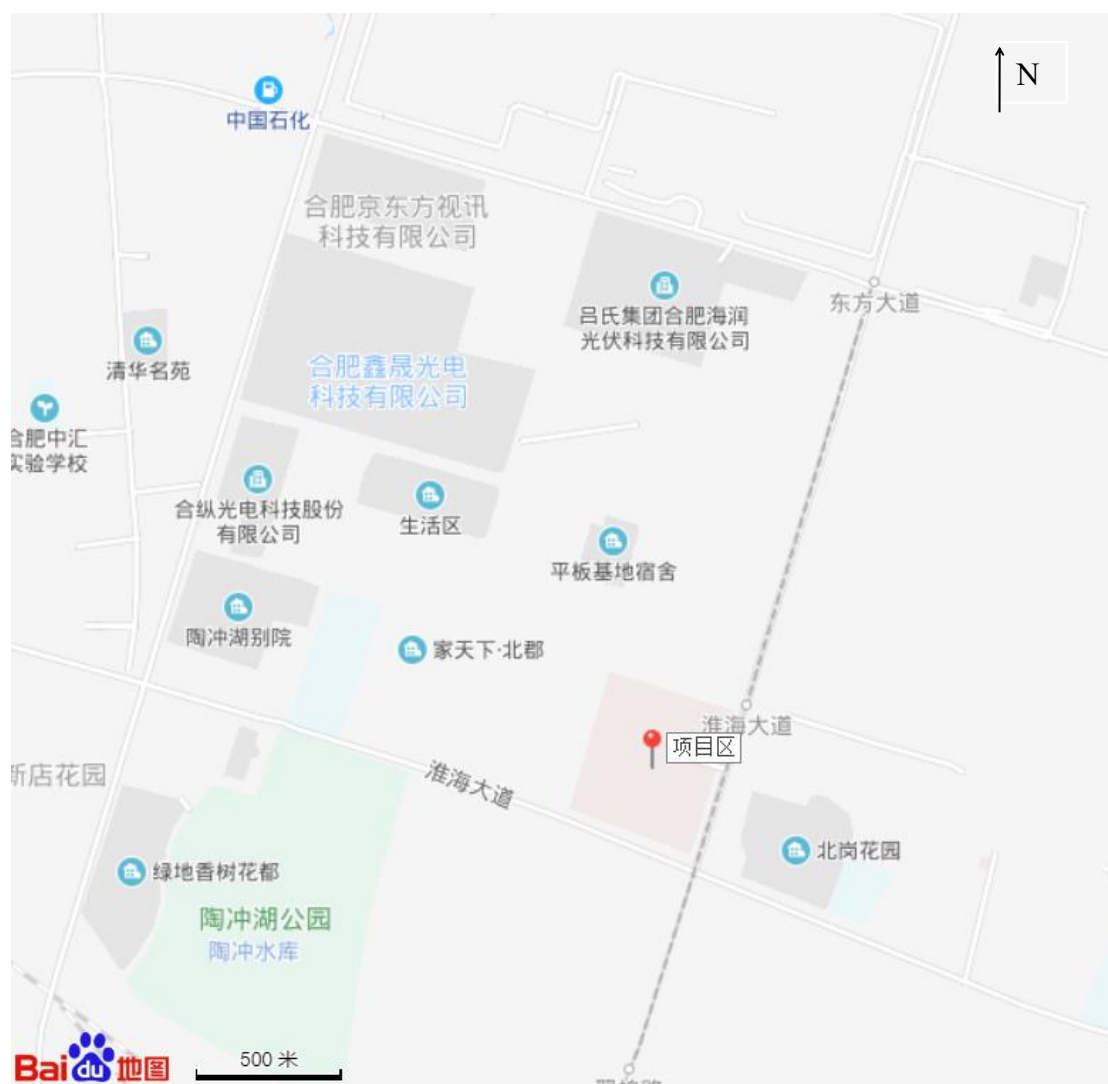 N
中国石化
合肥京东方视讯
科技有限公司
东方大道
吕氏集团合肥海润
光伏科技有限公司
清华名苑
合肥鑫晟光电
科技有限公司
合肥中汇
实验学校
合纵光电科技股份
有限公司
生活区
平板基地宿舍
陶冲湖别院
家天下·北郡
淮海大道
项目区
新店花园
淮海大道
北岗花园
绿地香树花都
陶冲湖公园
陶冲水库
Bai du 地图
500 米